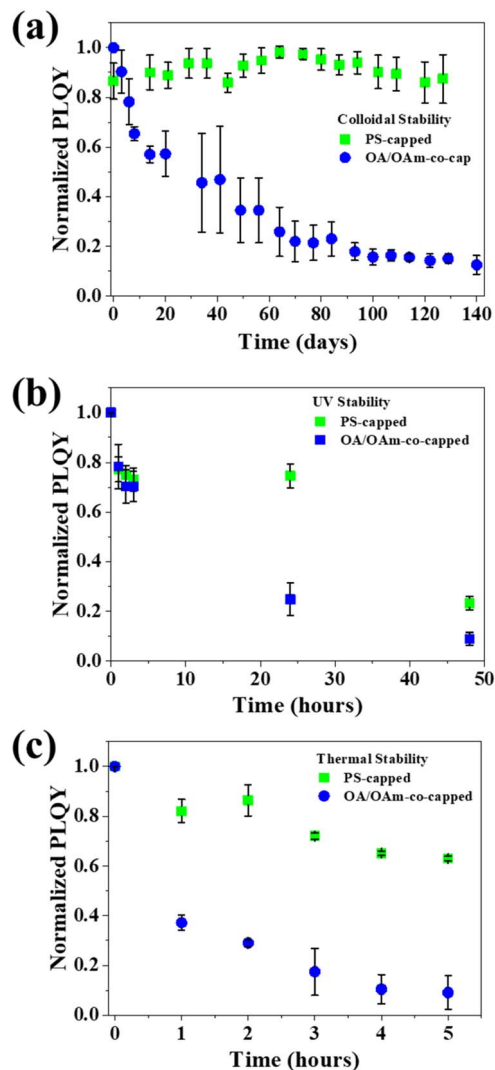 (a)
Normalized PLQY
1.0
0.8
0.6
0.4
0.2
0.0
Colloidal Stability
PS-capped
OA/OAm-co-cap
0 20 40 60 80 100 120 140
Time (days)
(b)
Normalized PLQY
1.0
0.8
0.6
0.4
0.2
0.0
UV Stability
PS-capped
OA/OAm-co-capped
0 10 20 30 40 50
Time (hours)
(c)
Normalized PLQY
1.0
0.8
0.6
0.4
0.2
0.0
Thermal Stability
PS-capped
OA/OAm-co-capped
0 1 2 3 4 5
Time (hours)